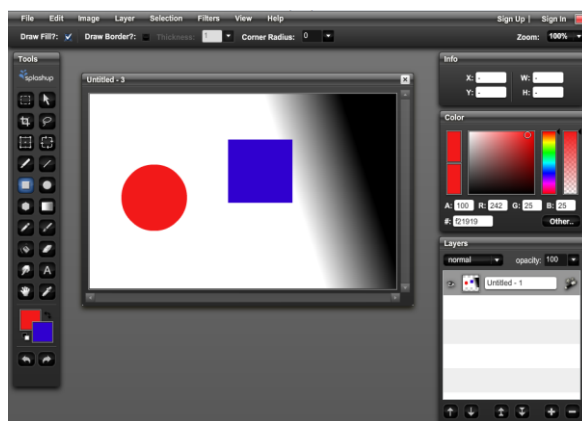 File Edit Image Layer Selection Filters View Help Sign Up | Sign In
Draw Fill?: Draw Border?: Thickness: 1 Corner Radius: 0 Zoom: 100%
Tools
splashup
A
Untitled - 3
Info
X: - W: -
Y: - H: -
Color
A: 100 R: 242 G: 25 B: 25
#: f21919 Other..
Layers
normal opacity: 100
Untitled - 1